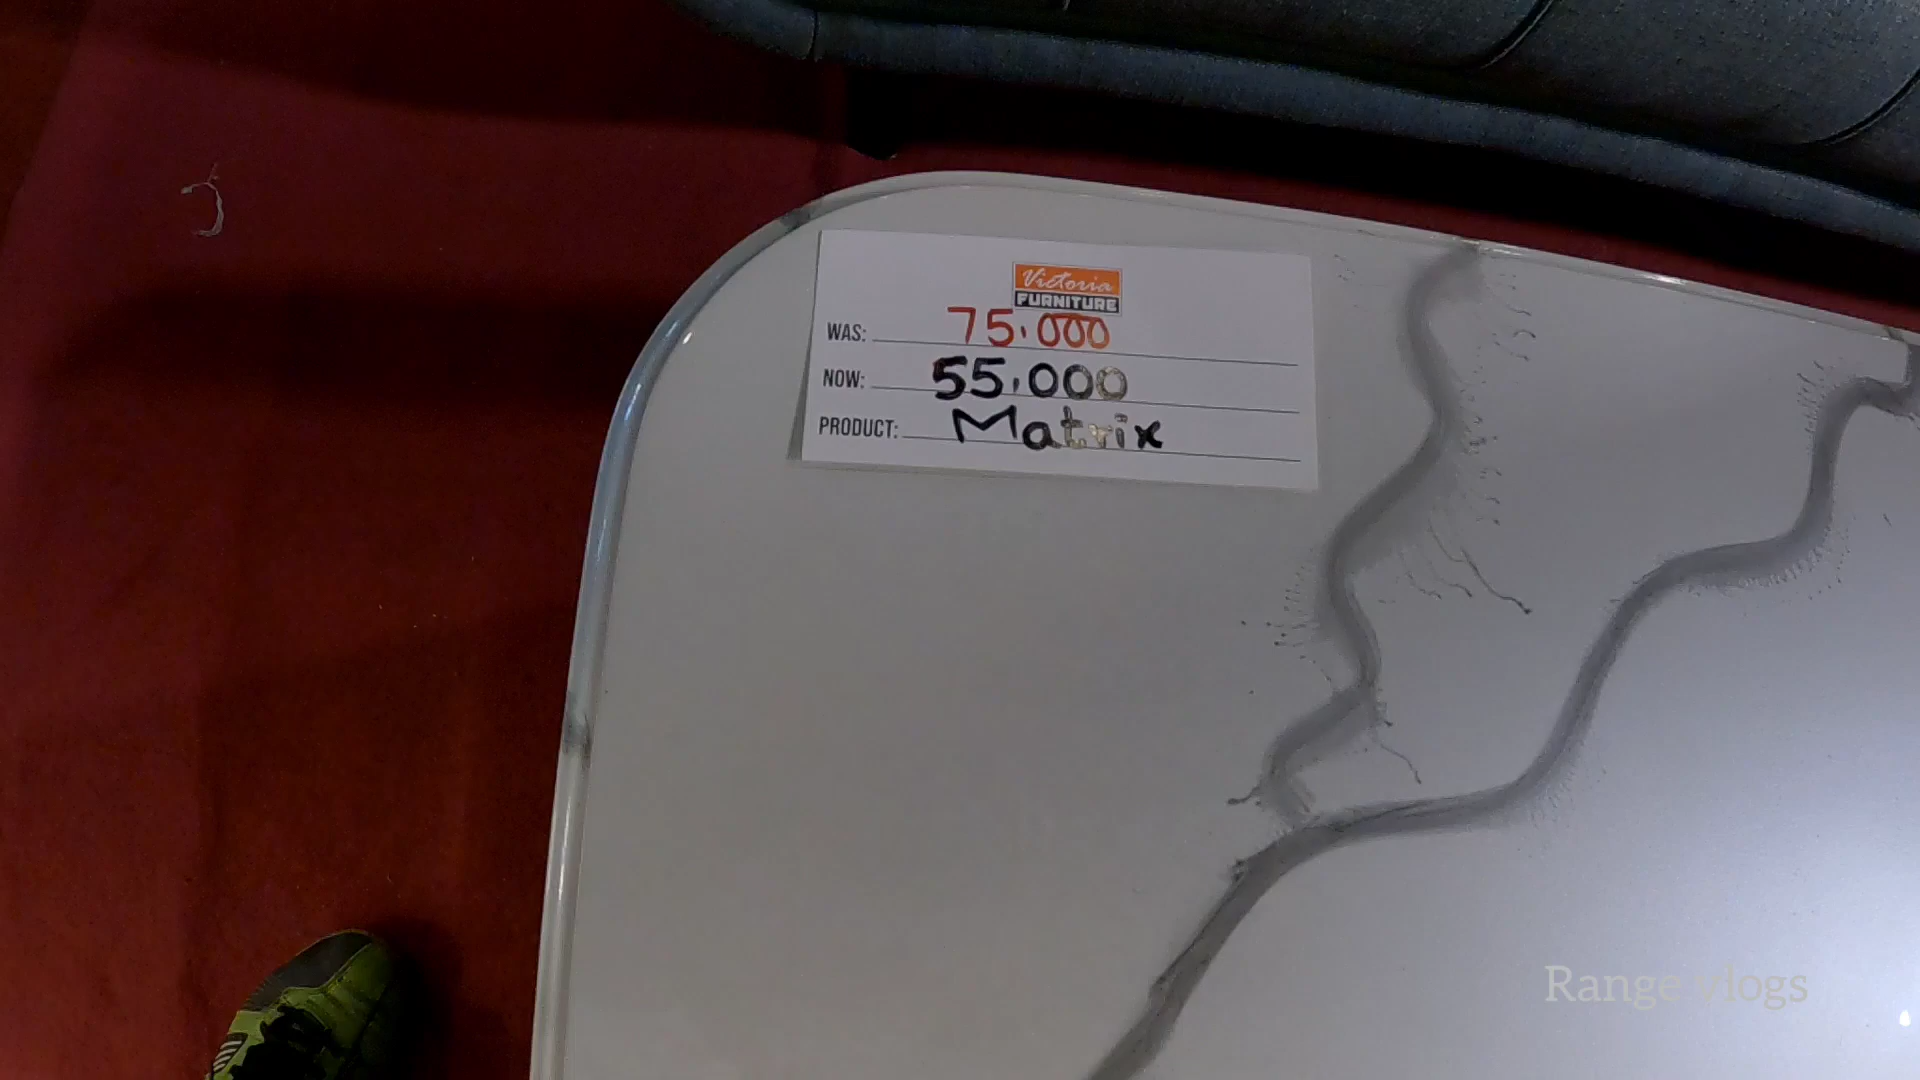 Victoria
FURNITURE
WAS: 75.000
NOW: 55.000
PRODUCT: Matrix
Range vlogs